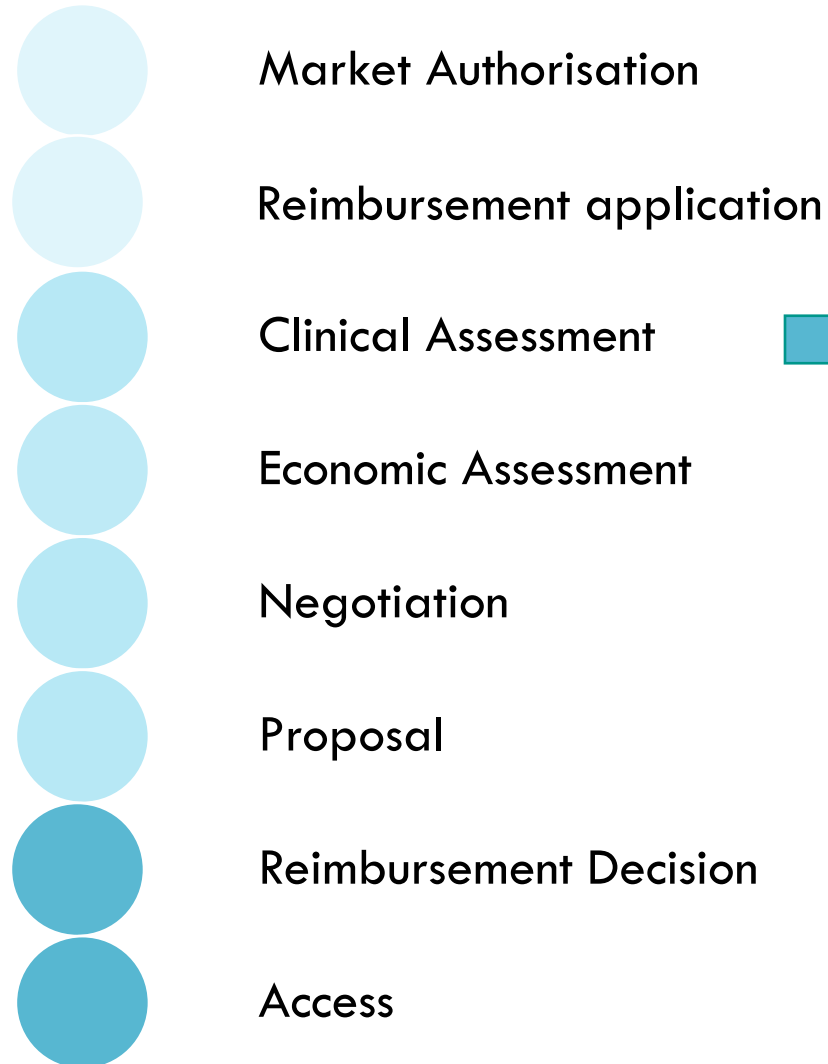 Market Authorisation
Reimbursement application
Clinical Assessment
Economic Assessment
Negotiation
Proposal
Reimbursement Decision
Access